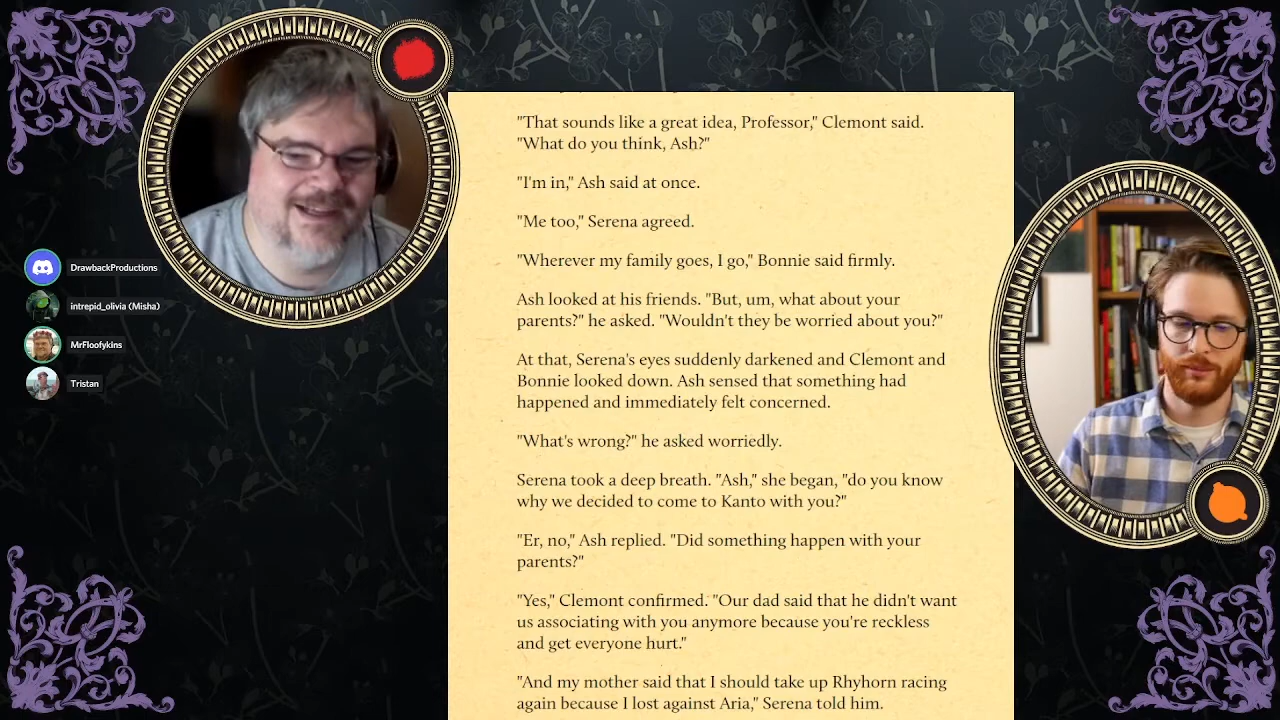 "That sounds like a great idea, Professor," Clemont said.
"What do you think, Ash?"
"I'm in," Ash said at once.
"Me too," Serena agreed.
"Wherever my family goes, I go," Bonnie said firmly.
Ash looked at his friends. "But, um, what about your
parents?" he asked. "Wouldn't they be worried about you?"
At that, Serena's eyes suddenly darkened and Clemont and
Bonnie looked down. Ash sensed that something had
happened and immediately felt concerned.
"What's wrong?" he asked worriedly.
Serena took a deep breath. "Ash," she began, "do you know
why we decided to come to Kanto with you?"
"Er, no," Ash replied. "Did something happen with your
parents?"
"Yes," Clemont confirmed. "Our dad said that he didn't want
us associating with you anymore because you're reckless
and get everyone hurt."
"And my mother said that I should take up Rhyhorn racing
again because I lost against Aria," Serena told him.
DrawbackProductions
intrepid_olivia (Misha)
MrFloofykins
Tristan